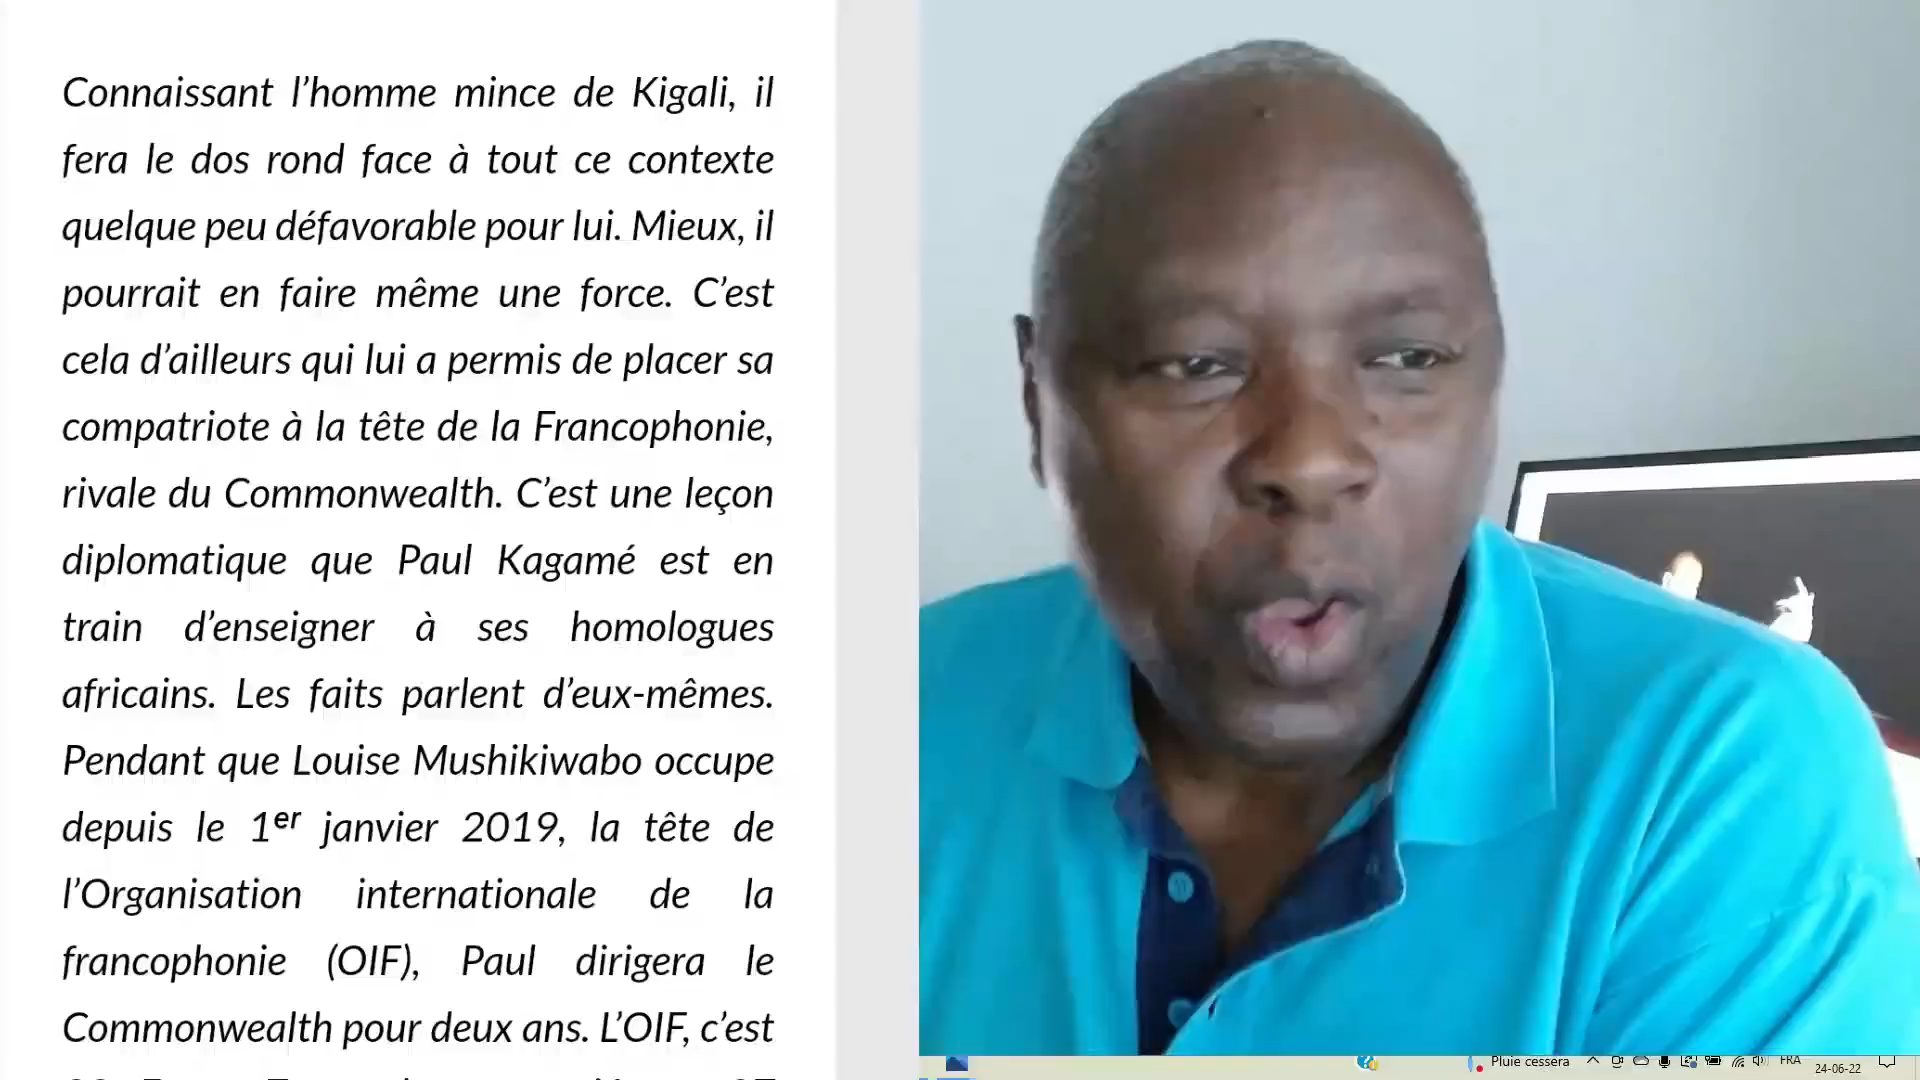 Connaissant l’homme mince de Kigali, il
fera le dos rond face à tout ce contexte
quelque peu défavorable pour lui. Mieux, il
pourrait en faire même une force. C’est
cela d’ailleurs qui lui a permis de placer sa
compatriote à la tête de la Francophonie,
rivale du Commonwealth. C’est une leçon
diplomatique que Paul Kagamé est en
train d’enseigner à ses homologues
africains. Les faits parlent d’eux-mêmes.
Pendant que Louise Mushikiwabo occupe
depuis le 1er janvier 2019, la tête de
l’Organisation internationale de la
francophonie (OIF), Paul dirigera le
Commonwealth pour deux ans. L’OIF, c’est
Pluie cessera
FRA
24-06-22